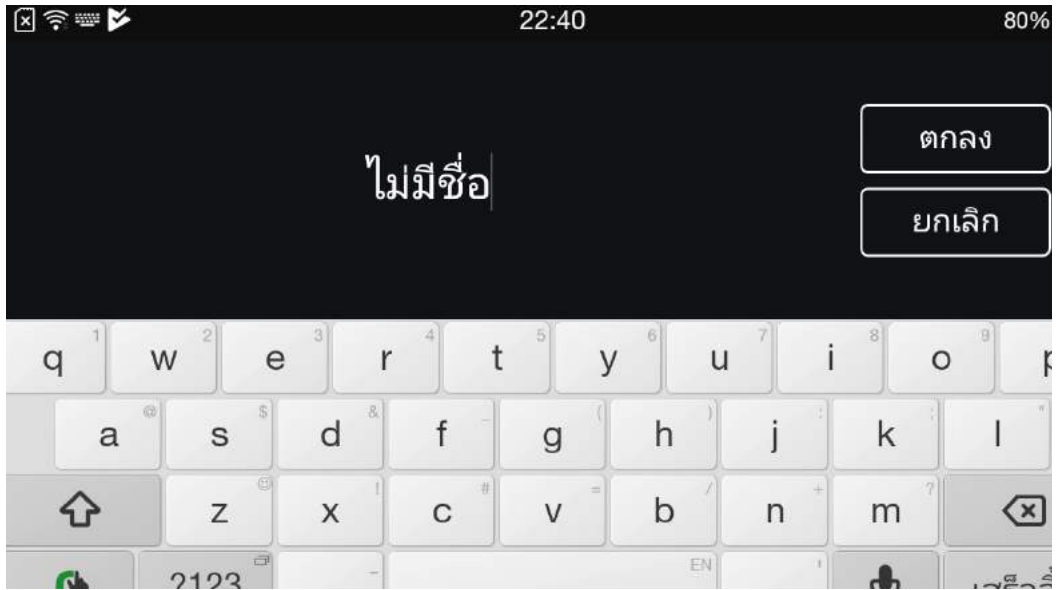 22:40 80%
ตกลง
ไม่มีชื่อ
ยกเลิก
q 1 w 2 e 3 r 4 t 5 y 6 u 7 i 8 o 9
a @ s $ d & f _ g ( h ) j : k ; l "
z x ! c # v = b / n + m ?
?123 EN